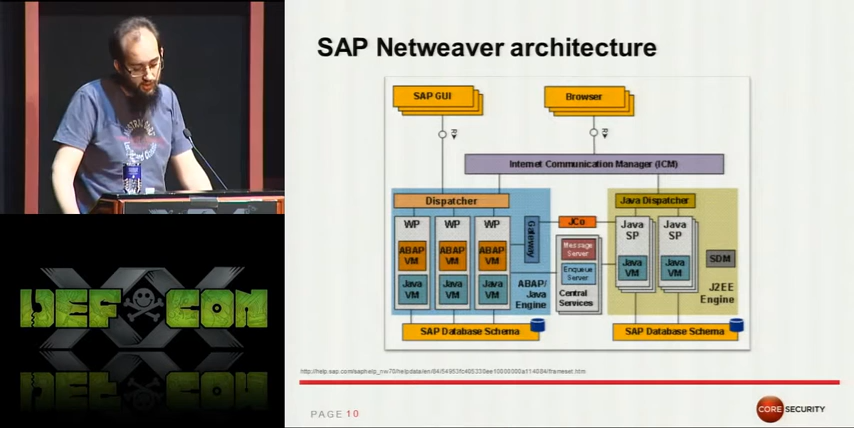 SAP Netweaver architecture
SAP GUI
Browser
Internet Communication Manager (ICM)
Dispatcher
Java Dispatcher
WP
WP
WP
Gateway
JCo
Java SP
Java SP
ABAP VM
ABAP VM
ABAP VM
Message Server
Enqueue Server
Central Services
Java VM
Java VM
SDM
Java VM
Java VM
Java VM
ABAP/ Java Engine
J2EE Engine
SAP Database Schema
SAP Database Schema
DEF CON
XX
PAGE 10
CORE SECURITY